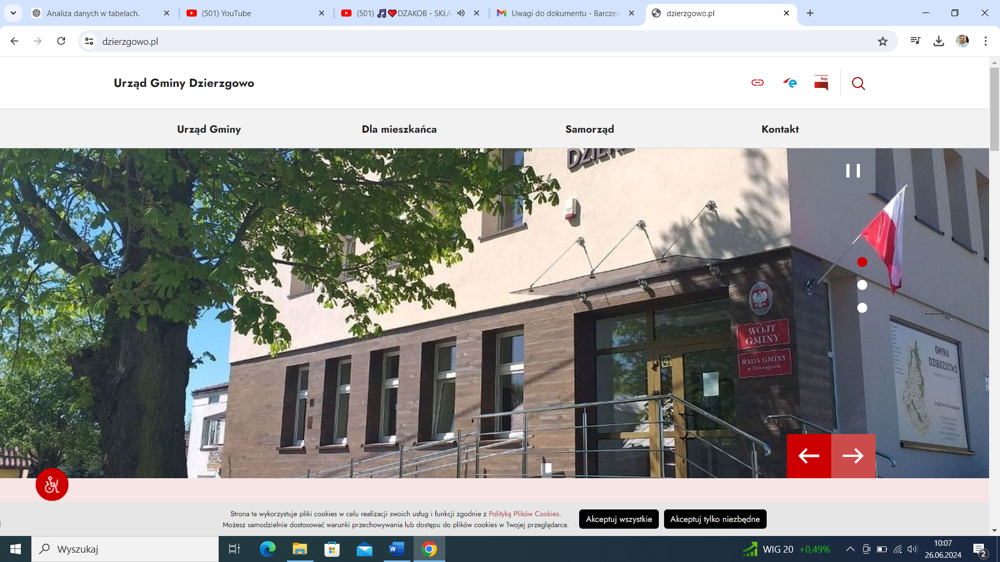 Analiza danych w tabelach.
(501) YouTube
(501) 🎵❤️DZAKOB - SKŁA
Uwagi do dokumentu - Barczew
dzierzgowo.pl
dzierzgowo.pl
Urząd Gminy Dzierzgowo
bip
Urząd Gminy
Dla mieszkańca
Samorząd
Kontakt
WÓJT
GMINY
RADA GMINY
w Dzierzgowie
GMINA
DZIERZGOWO
Strona ta wykorzystuje pliki cookies w celu realizacji swoich usług i funkcji zgodnie z Polityką Plików Cookies.
Możesz samodzielnie dostosować warunki przechowywania lub dostępu do plików cookies w Twojej przeglądarce.
Akceptuj wszystkie
Akceptuj tylko niezbędne
Wyszukaj
WIG 20 +0,49%
10:07
26.06.2024
2